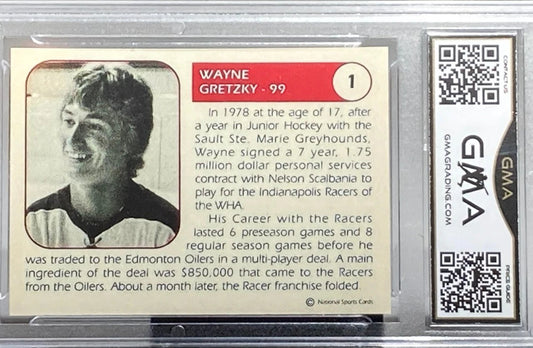 WAYNE
GRETZKY - 99
1
In 1978 at the age of 17, after
a year in Junior Hockey with the
Sault Ste. Marie Greyhounds,
Wayne signed a 7 year, 1.75
million dollar personal services
contract with Nelson Scalbania to
play for the Indianapolis Racers of
the WHA.
His Career with the Racers
lasted 6 preseason games and 8
regular season games before he
was traded to the Edmonton Oilers in a multi-player deal. A main
ingredient of the deal was $850,000 that came to the Racers
from the Oilers. About a month later, the Racer franchise folded.
© National Sports Cards
CONTACT US
GMA
GMAGRADING.COM
GMA
PRICE GUIDE